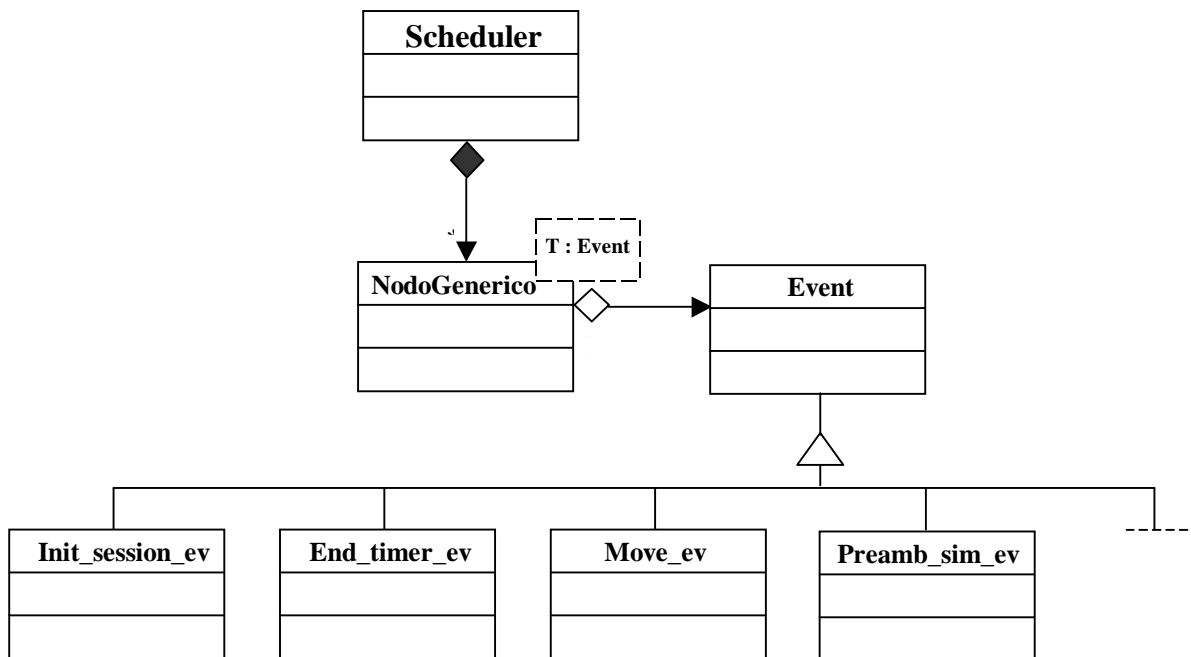 Scheduler
T : Event
NodoGenerico
Event
Init_session_ev
End_timer_ev
Move_ev
Preamb_sim_ev